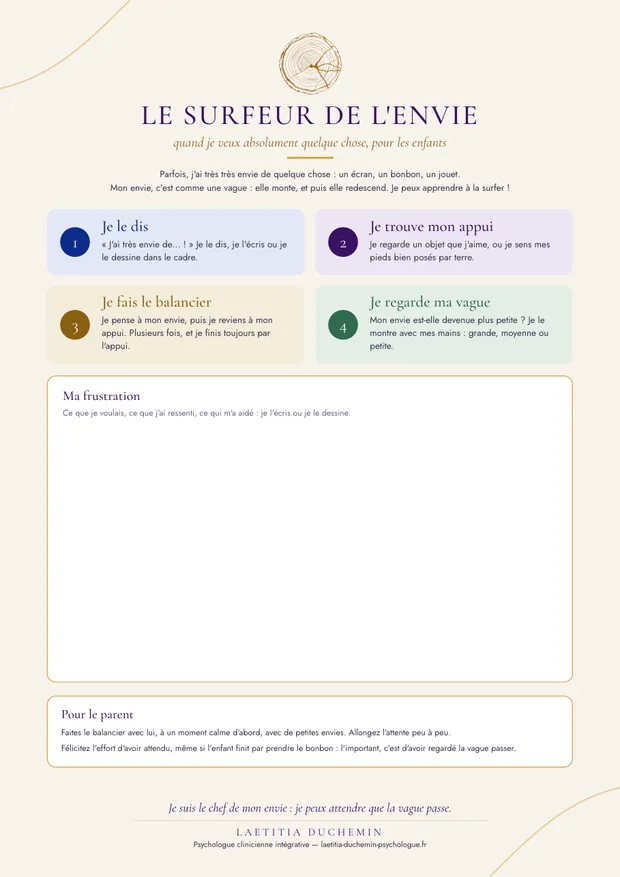 LE SURFEUR DE L'ENVIE
quand je veux absolument quelque chose, pour les enfants
Parfois, j'ai très très envie de quelque chose : un écran, un bonbon, un jouet.
Mon envie, c'est comme une vague : elle monte, et puis elle redescend. Je peux apprendre à la surfer !
1
Je le dis
« J'ai très envie de... ! » Je le dis, je l'écris ou je
le dessine dans le cadre.
2
Je trouve mon appui
Je regarde un objet que j'aime, ou je sens mes
pieds bien posés par terre.
3
Je fais le balancier
Je pense à mon envie, puis je reviens à mon
appui. Plusieurs fois, et je finis toujours par
l'appui.
4
Je regarde ma vague
Mon envie est-elle devenue plus petite ? Je le
montre avec mes mains : grande, moyenne ou
petite.
Ma frustration
Ce que je voulais, ce que j'ai ressenti, ce qui m'a aidé : je l'écris ou je le dessine.
Pour le parent
Faites le balancier avec lui, à un moment calme d'abord, avec de petites envies. Allongez l'attente peu à peu.
Félicitez l'effort d'avoir attendu, même si l'enfant finit par prendre le bonbon : l'important, c'est d'avoir regardé la vague passer.
Je suis le chef de mon envie : je peux attendre que la vague passe.
LAETITIA DUCHEMIN
Psychologue clinicienne intégrative — laetitia-duchemin-psychologue.fr